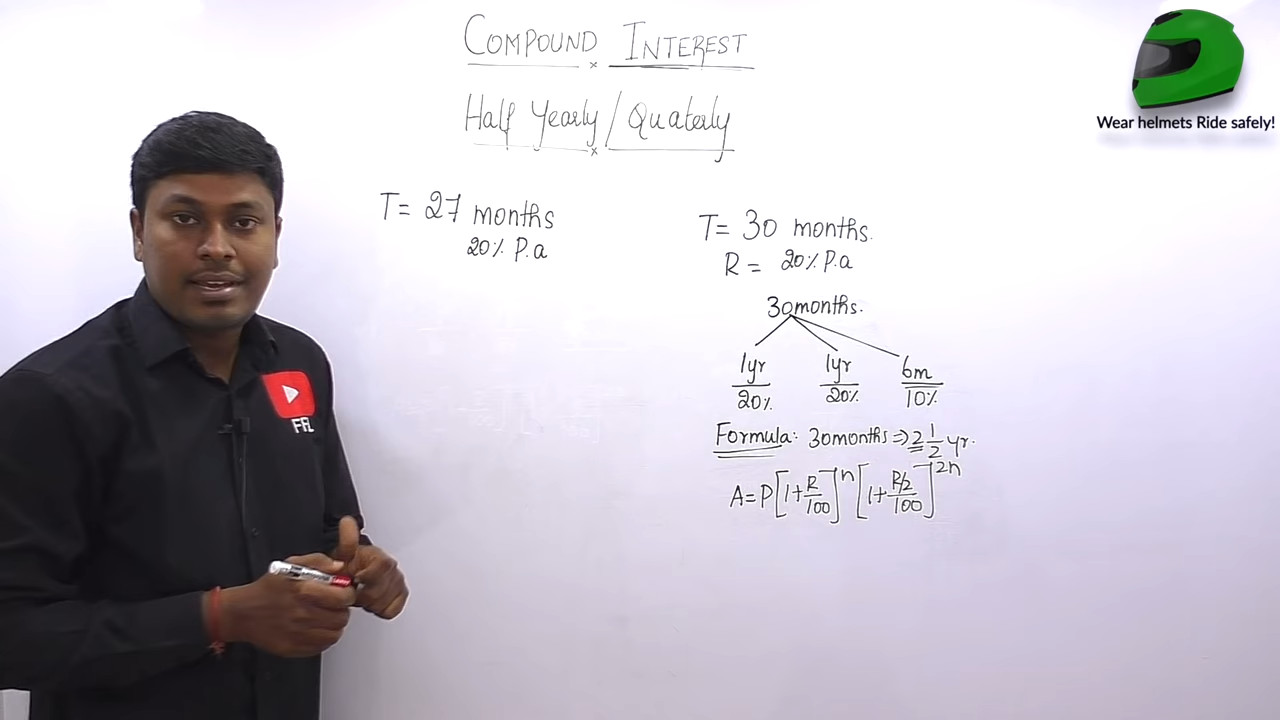 COMPOUND INTEREST
Half Yearly / Quaterly
Wear helmets Ride safely!
T= 27 months
20% P.a
T= 30 months.
R = 20% P.a
30months.
1yr 1yr 6m
20% 20% 10%
Formula: 30months ⇒ 2 1/2 yr.
A=P[1+R/100]^n [1+R/2/100]^2n
FFL